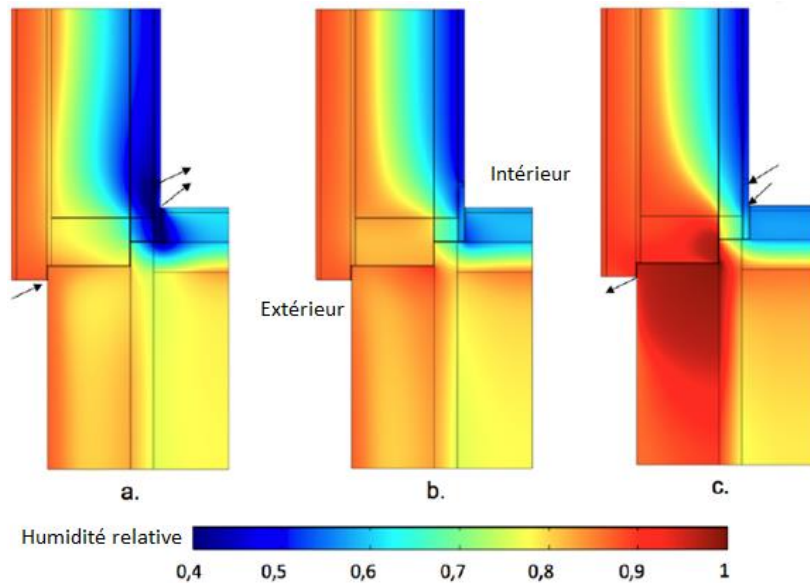 Intérieur
Extérieur
a.
b.
c.
Humidité relative
0,4 0,5 0,6 0,7 0,8 0,9 1